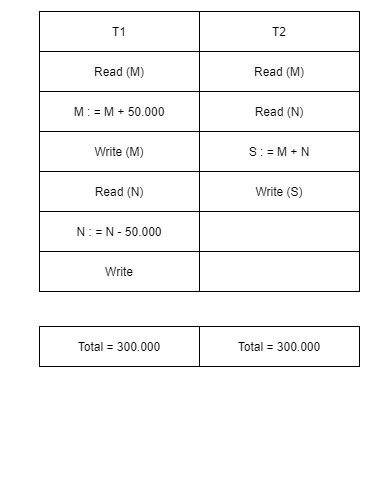 T1 T2
Read (M) Read (M)
M : = M + 50.000 Read (N)
Write (M) S : = M + N
Read (N) Write (S)
N : = N - 50.000
Write
Total = 300.000 Total = 300.000